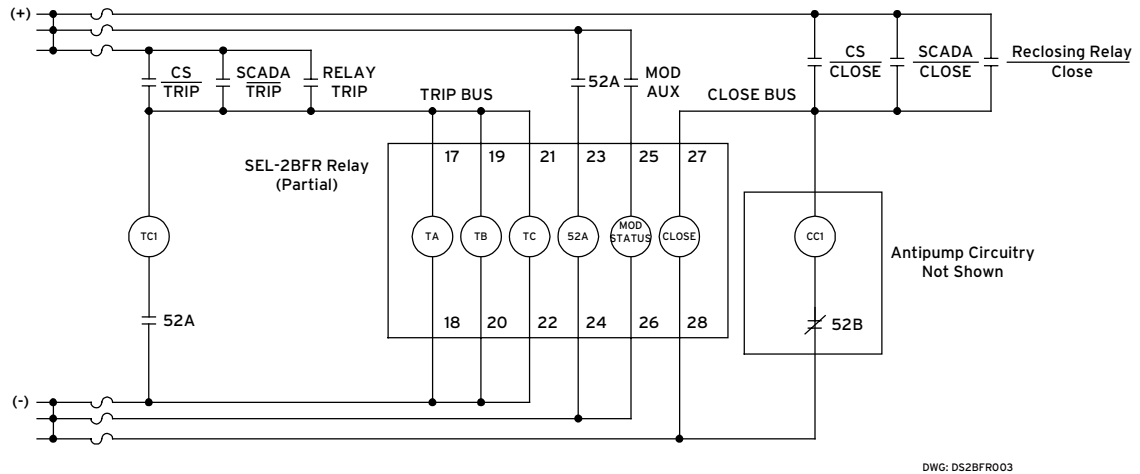 (+)
CS
TRIP
SCADA
TRIP
RELAY
TRIP
52A
MOD
AUX
CS
CLOSE
SCADA
CLOSE
Reclosing Relay
Close
TRIP BUS
CLOSE BUS
SEL-2BFR Relay
(Partial)
17
19
21
23
25
27
TC1
TA
TB
TC
52A
MOD
STATUS
CLOSE
CC1
Antipump Circuitry
Not Shown
52A
18
20
22
24
26
28
52B
(-)
DWG: DS2BFR003